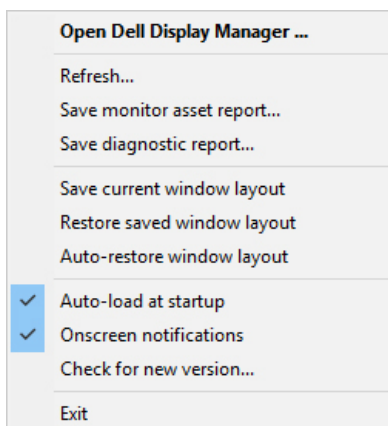 Open Dell Display Manager ...
Refresh...
Save monitor asset report...
Save diagnostic report...
Save current window layout
Restore saved window layout
Auto-restore window layout
Auto-load at startup
Onscreen notifications
Check for new version...
Exit